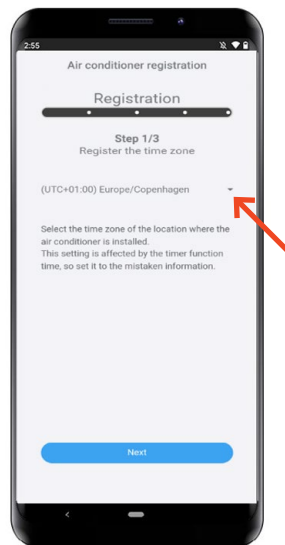 2:55
Air conditioner registration
Registration
Step 1/3
Register the time zone
(UTC+01:00) Europe/Copenhagen
Select the time zone of the location where the
air conditioner is installed.
This setting is affected by the timer function
time, so set it to the mistaken information.
Next